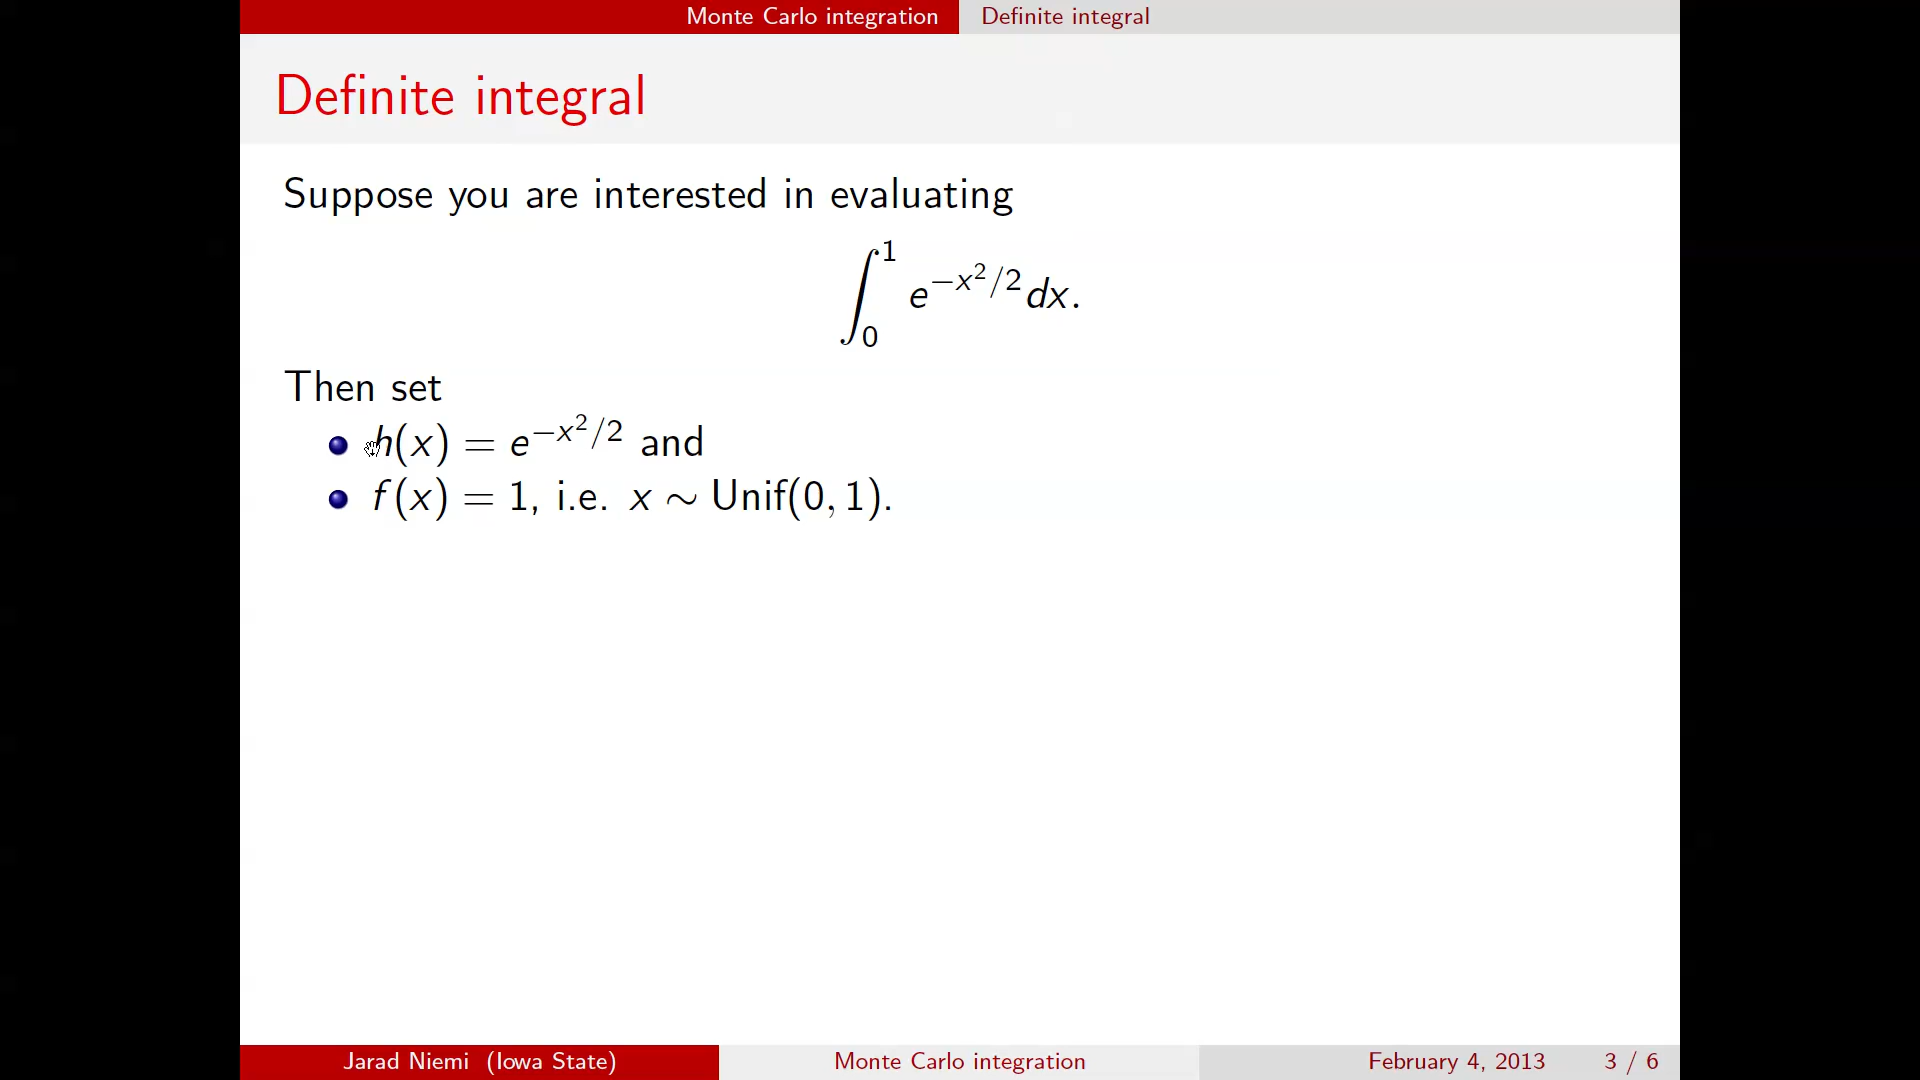 Monte Carlo integration Definite integral
Definite integral
Suppose you are interested in evaluating
∫₀¹ e^{−x²/2} dx.
Then set
h(x) = e^{−x²/2} and
f(x) = 1, i.e. x ∼ Unif(0, 1).
Jarad Niemi (Iowa State) Monte Carlo integration February 4, 2013 3 / 6